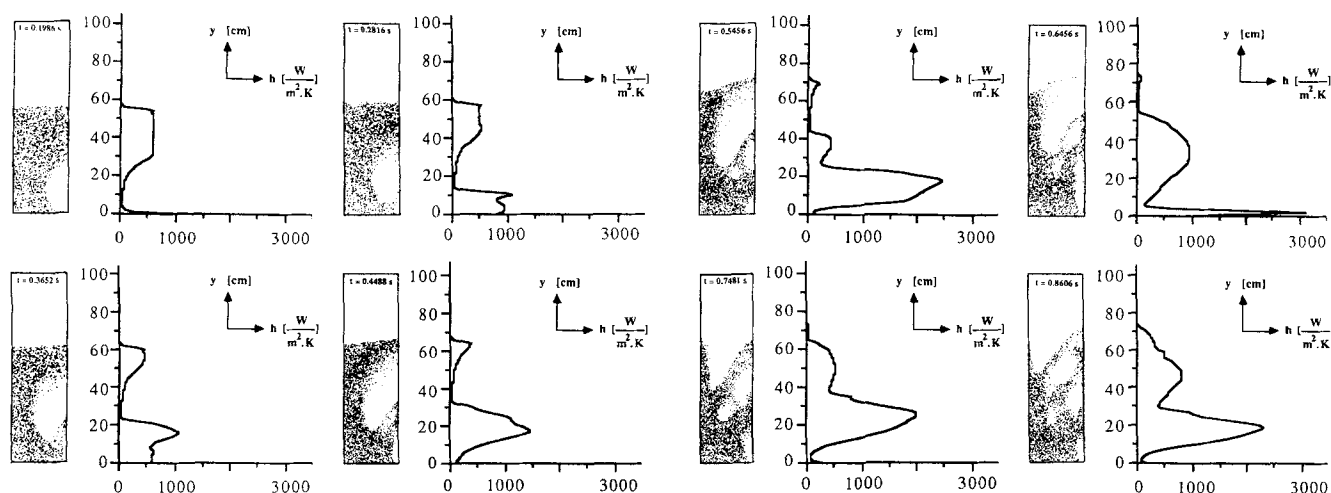 t = 0.1986 s
100
80
60
40
20
0
0 1000 3000
y [cm]
h [W/m².K]
t = 0.2816 s
100
80
60
40
20
0
0 1000 3000
y [cm]
h [W/m².K]
t = 0.5456 s
100
80
60
40
20
0
0 1000 3000
y [cm]
h [W/m².K]
t = 0.6456 s
100
80
60
40
20
0
0 1000 3000
y [cm]
h [W/m².K]
t = 0.3652 s
100
80
60
40
20
0
0 1000 3000
y [cm]
h [W/m².K]
t = 0.4488 s
100
80
60
40
20
0
0 1000 3000
y [cm]
h [W/m².K]
t = 0.7481 s
100
80
60
40
20
0
0 1000 3000
y [cm]
h [W/m².K]
t = 0.8606 s
100
80
60
40
20
0
0 1000 3000
y [cm]
h [W/m².K]